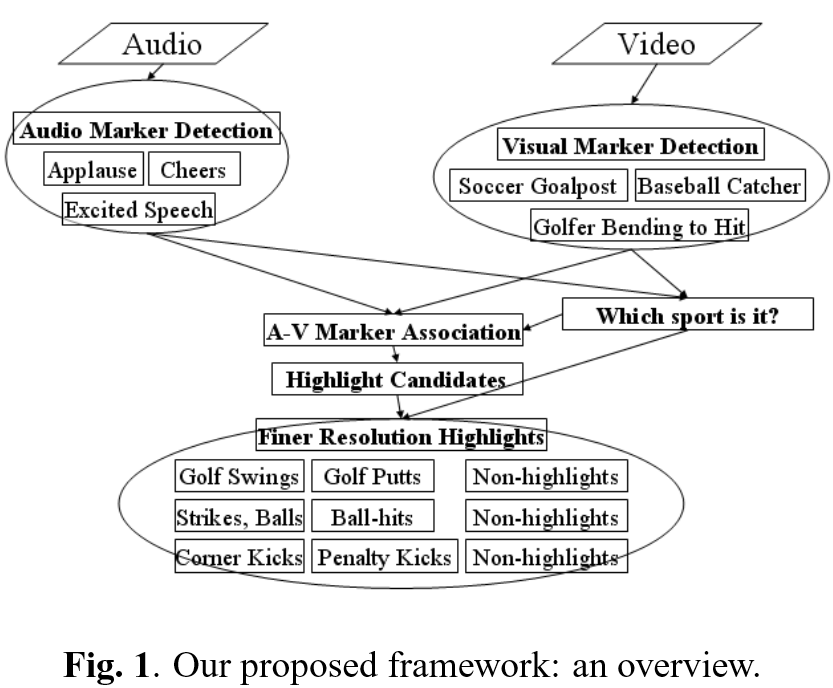 Audio
Video
Audio Marker Detection
Applause Cheers
Excited Speech
Visual Marker Detection
Soccer Goalpost Baseball Catcher
Golfer Bending to Hit
Which sport is it?
A-V Marker Association
Highlight Candidates
Finer Resolution Highlights
Golf Swings Golf Putts Non-highlights
Strikes, Balls Ball-hits Non-highlights
Corner Kicks Penalty Kicks Non-highlights
Fig. 1. Our proposed framework: an overview.